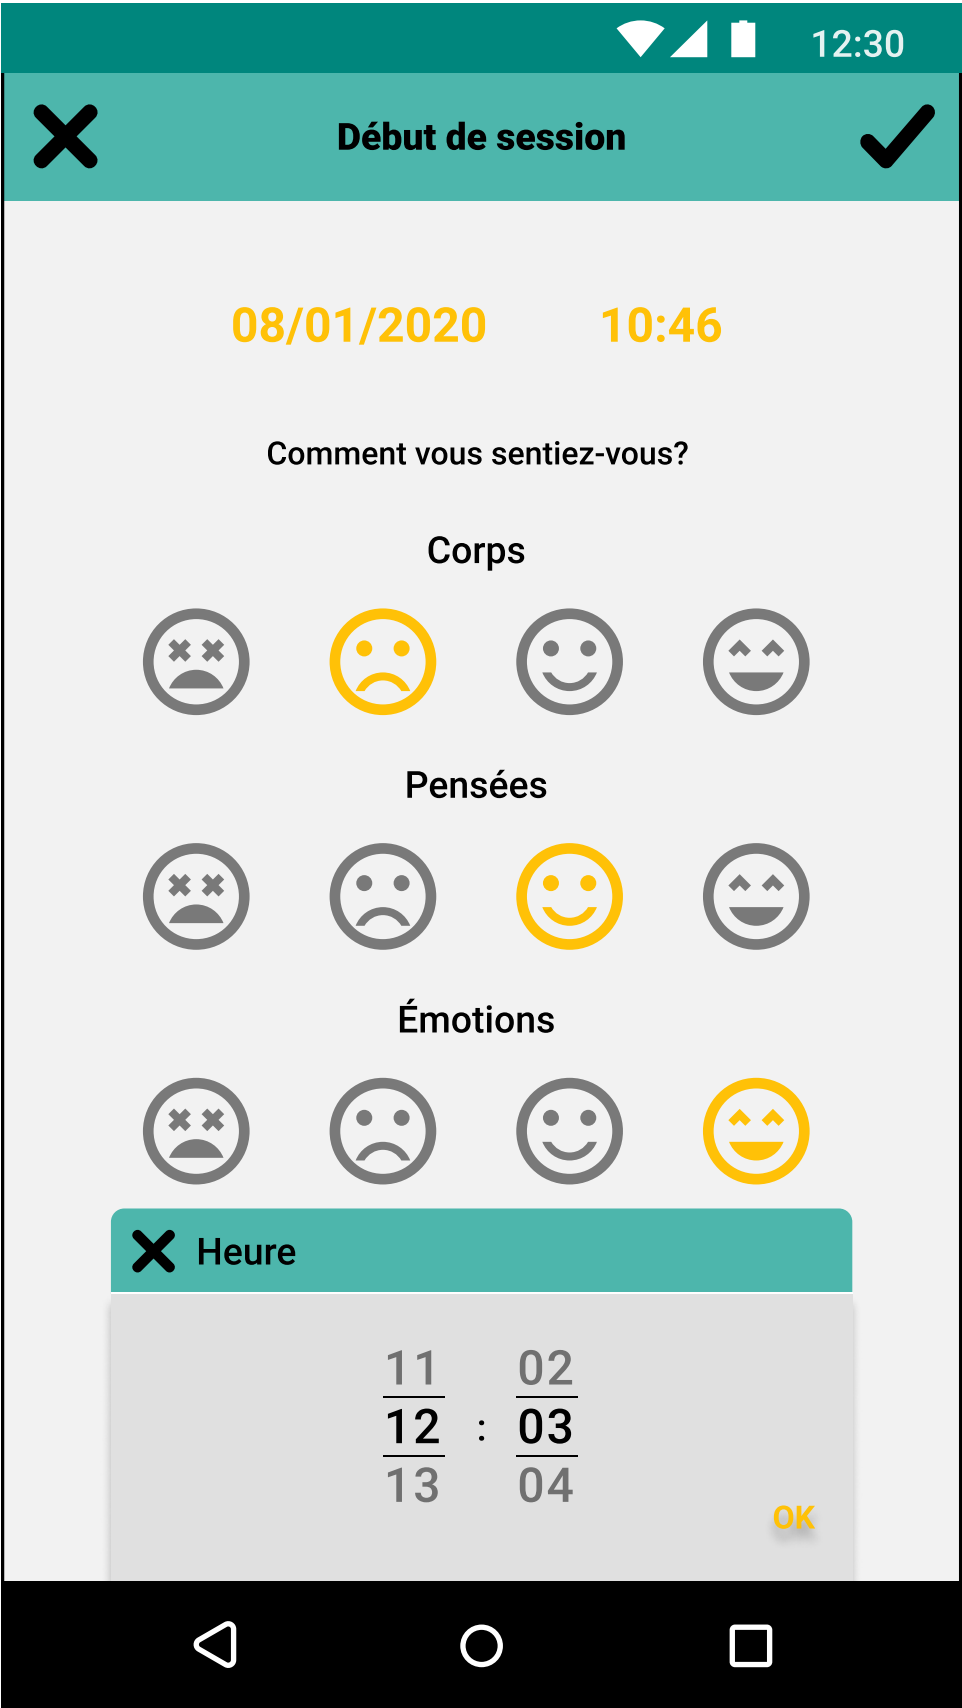 12:30
Début de session
08/01/2020 10:46
Comment vous sentiez-vous?
Corps
Pensées
Émotions
Heure
11 02
12 : 03
13 04
OK